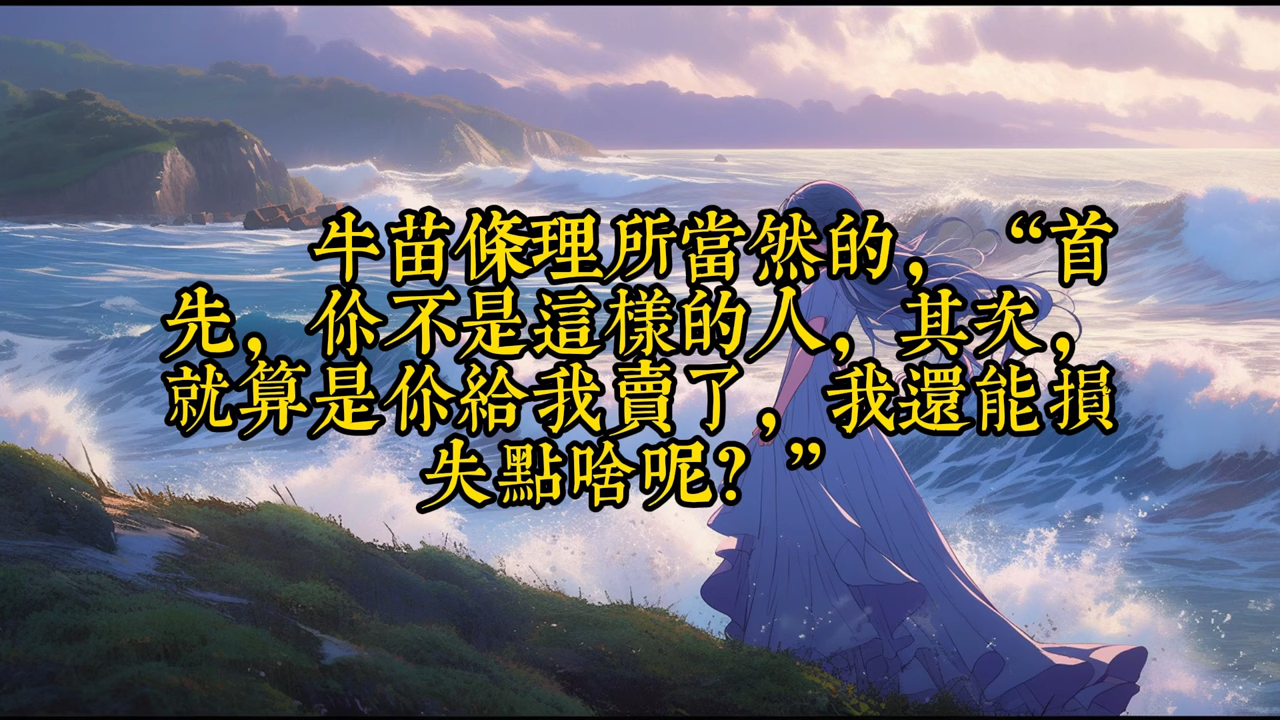 牛苗條理所當然的，“首
先，你不是這樣的人，其次，
就算是你給我賣了，我還能損
失點啥呢？”